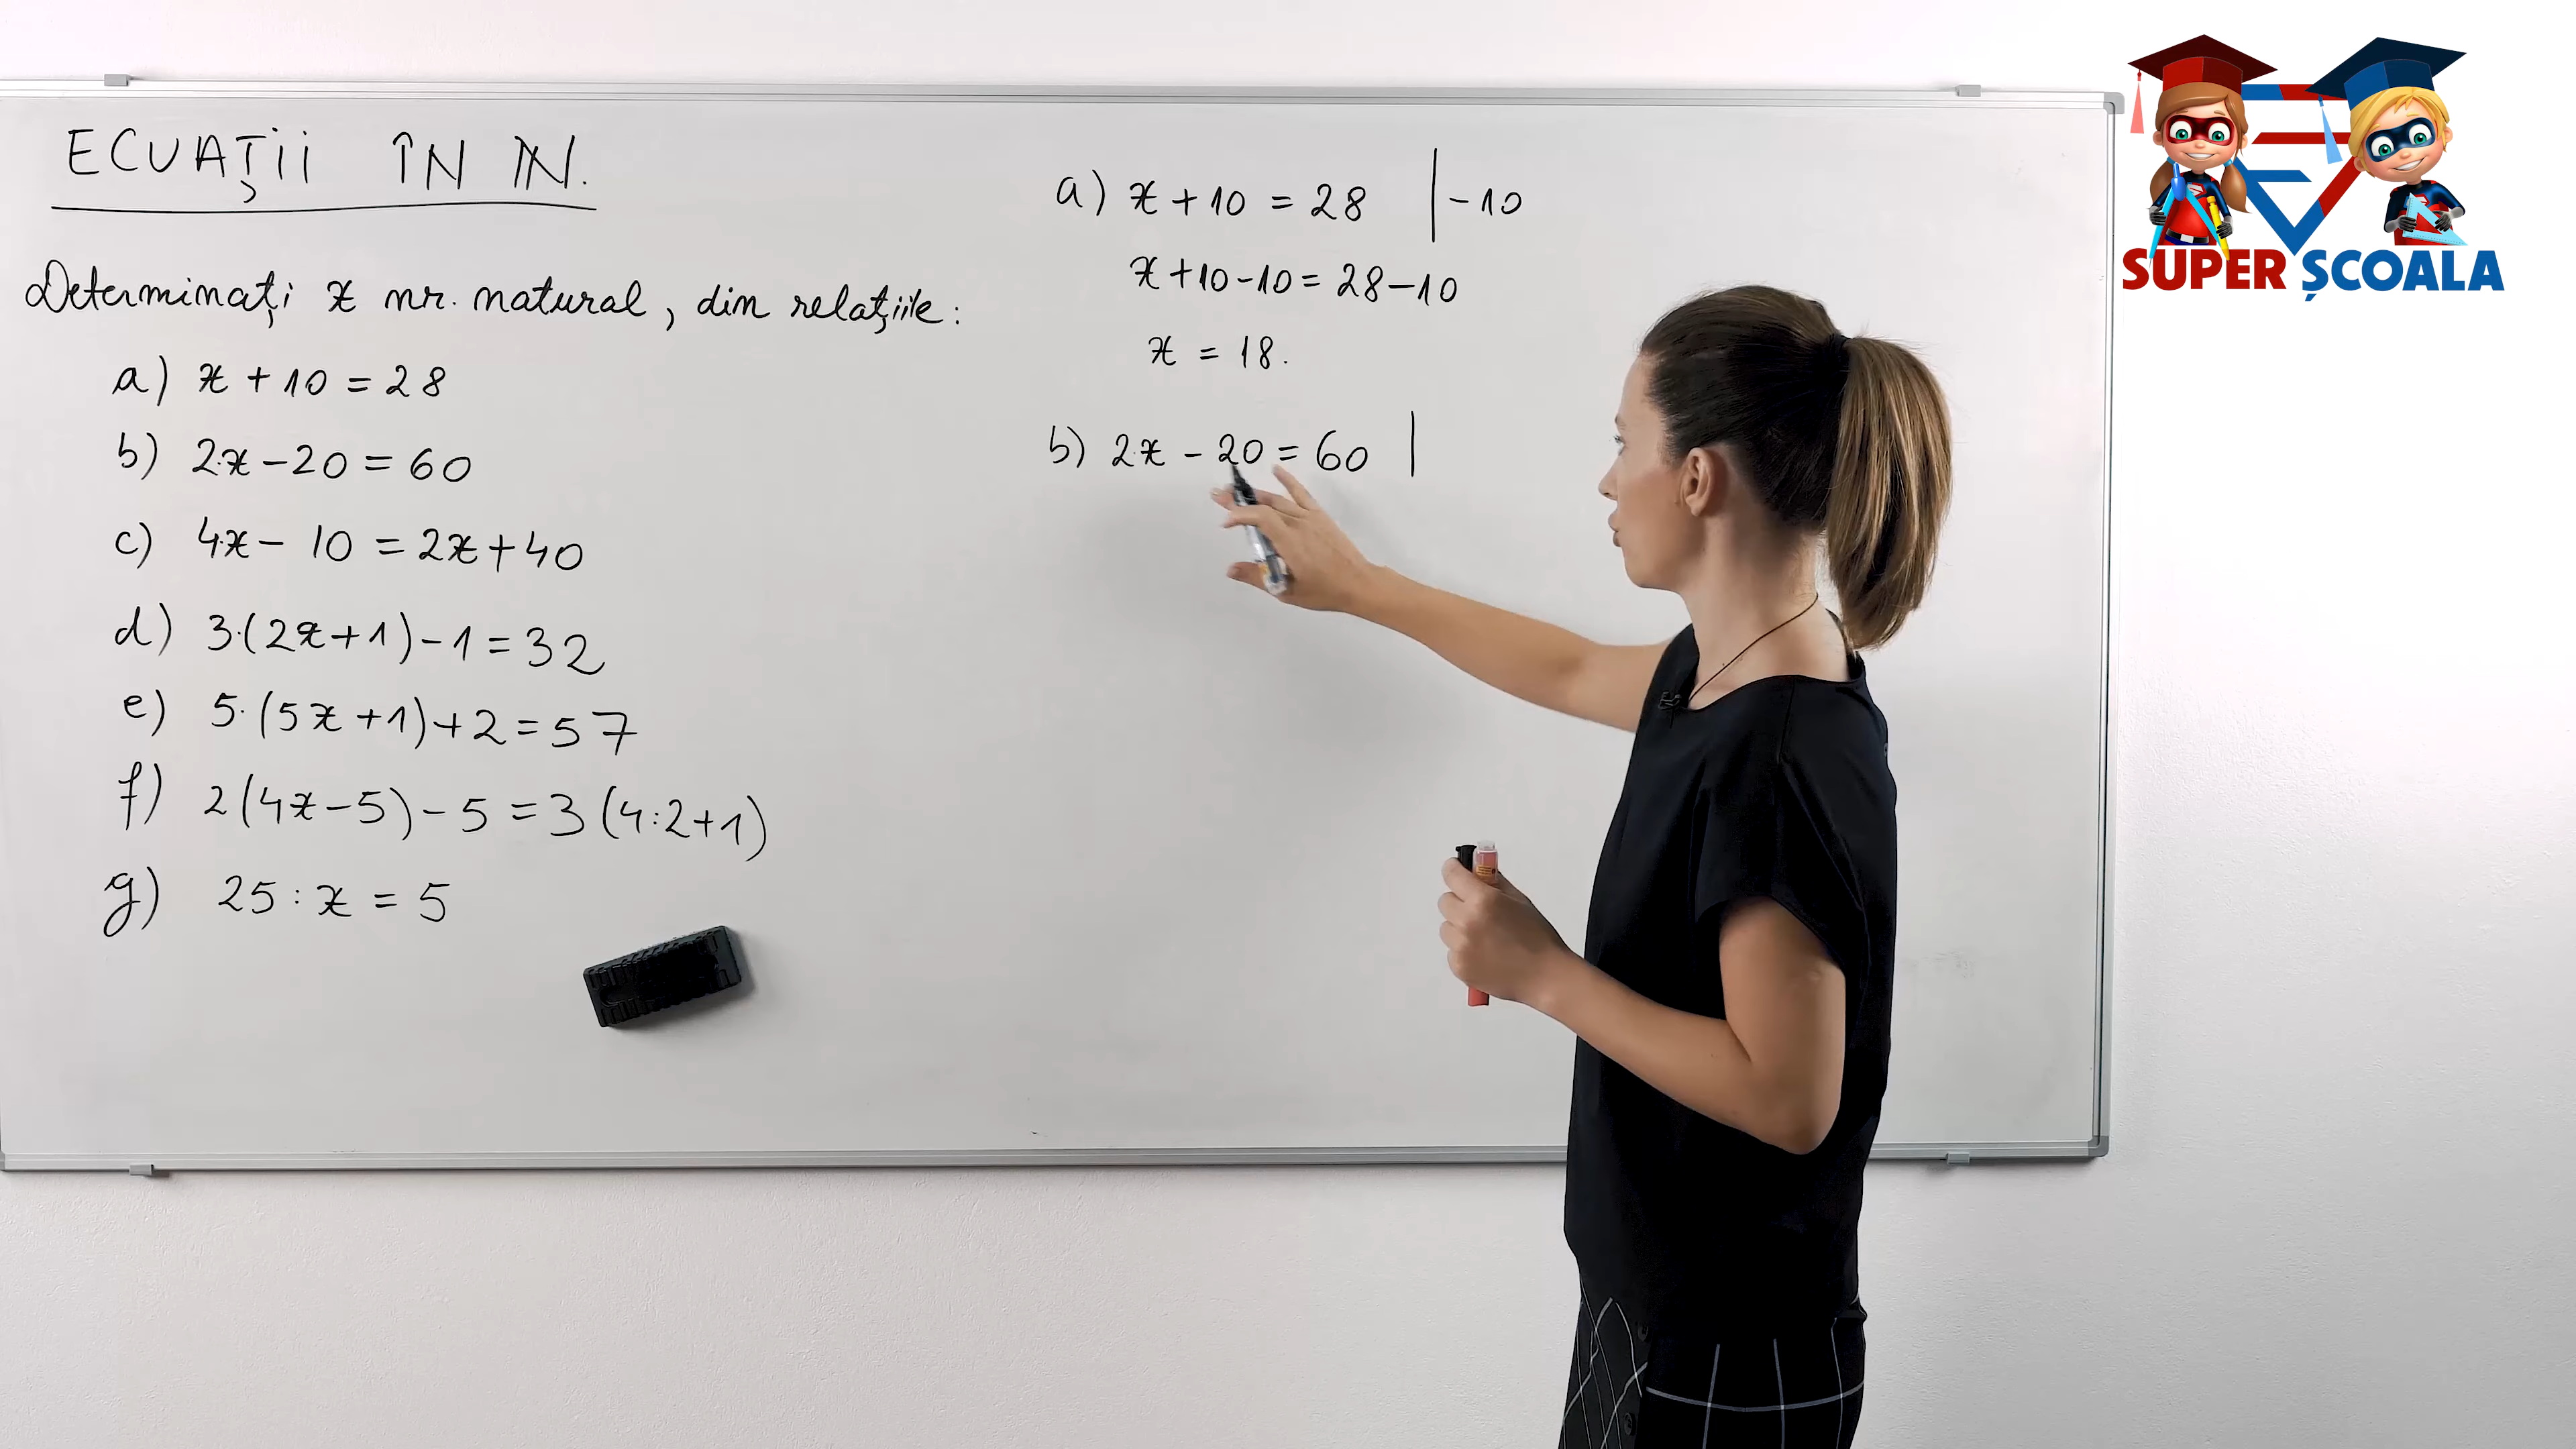 ECUAȚII ÎN ℕ.
Determinați x nr. natural, din relațiile:
a) x + 10 = 28
b) 2·x - 20 = 60
c) 4·x - 10 = 2x + 40
d) 3·(2x + 1) - 1 = 32
e) 5·(5x + 1) + 2 = 57
f) 2(4x - 5) - 5 = 3(4:2+1)
g) 25 : x = 5
a) x + 10 = 28 | - 10
x + 10 - 10 = 28 - 10
x = 18.
b) 2·x - 20 = 60 |
SUPER ȘCOALA